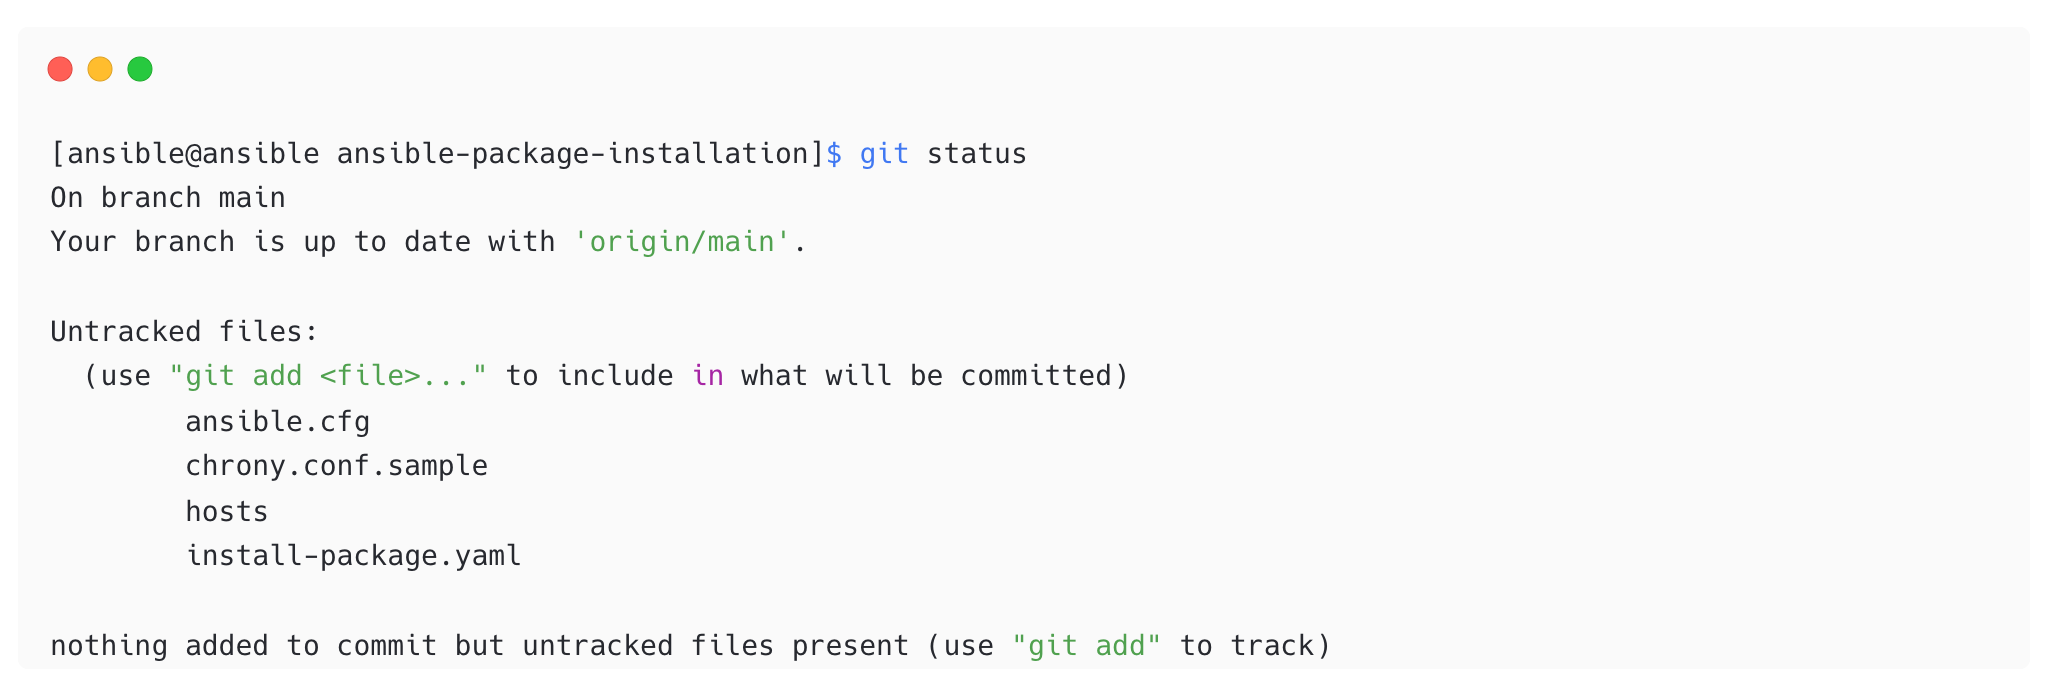 [ansible@ansible ansible-package-installation]$ git status
On branch main
Your branch is up to date with 'origin/main'.
Untracked files:
(use "git add <file>..." to include in what will be committed)
ansible.cfg
chrony.conf.sample
hosts
install-package.yaml
nothing added to commit but untracked files present (use "git add" to track)